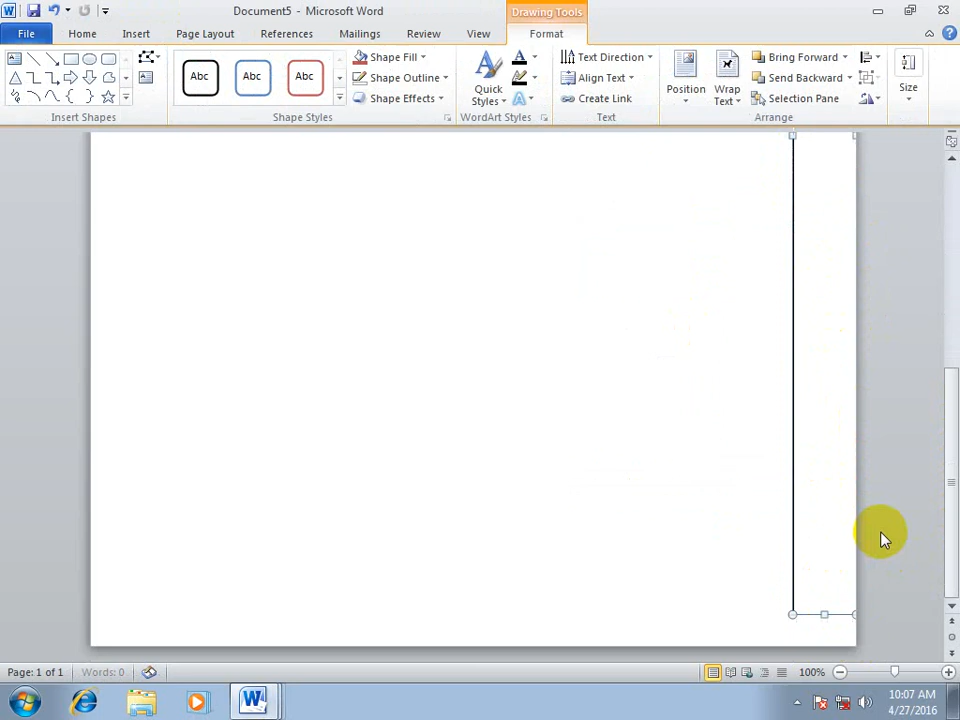 Document5 - Microsoft Word
Drawing Tools
File Home Insert Page Layout References Mailings Review View Format
Abc Abc Abc
Shape Fill
Shape Outline
Shape Effects
Quick Styles
Text Direction
Align Text
Create Link
Position
Wrap Text
Bring Forward
Send Backward
Selection Pane
Size
Insert Shapes Shape Styles WordArt Styles Text Arrange
Page: 1 of 1 Words: 0 100%
10:07 AM
4/27/2016